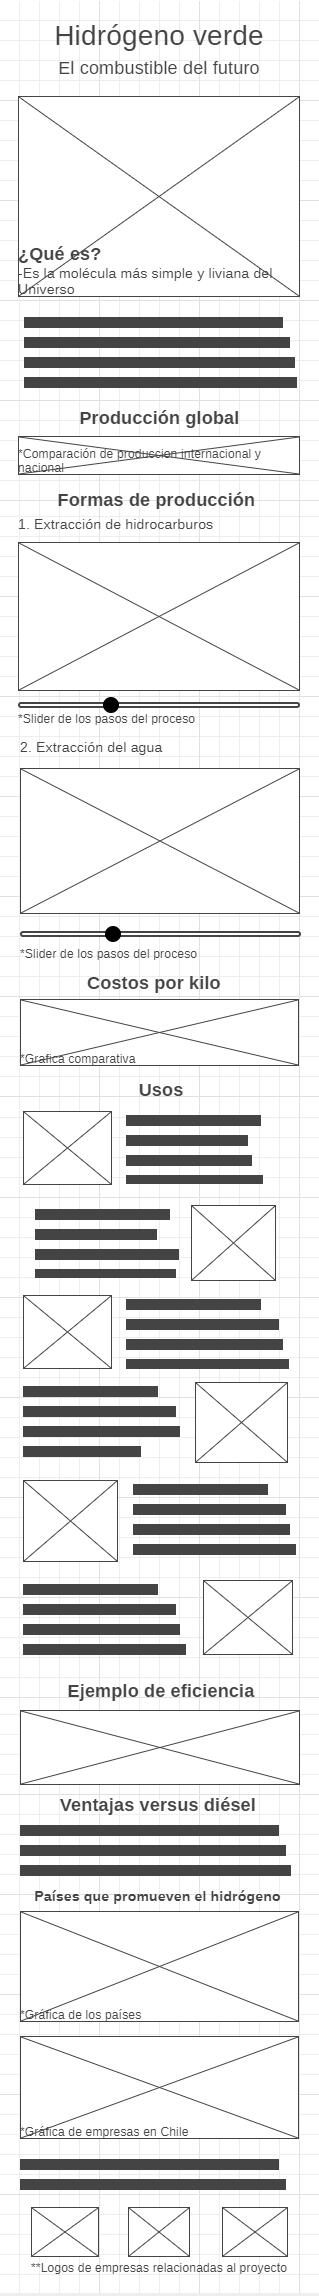 Hidrógeno verde
El combustible del futuro
¿Qué es?
-Es la molécula más simple y liviana del
Universo
Producción global
*Comparación de produccion internacional y
nacional
Formas de producción
1. Extracción de hidrocarburos
*Slider de los pasos del proceso
2. Extracción del agua
*Slider de los pasos del proceso
Costos por kilo
*Grafica comparativa
Usos
Ejemplo de eficiencia
Ventajas versus diésel
Países que promueven el hidrógeno
*Gráfica de los países
*Gráfica de empresas en Chile
**Logos de empresas relacionadas al proyecto